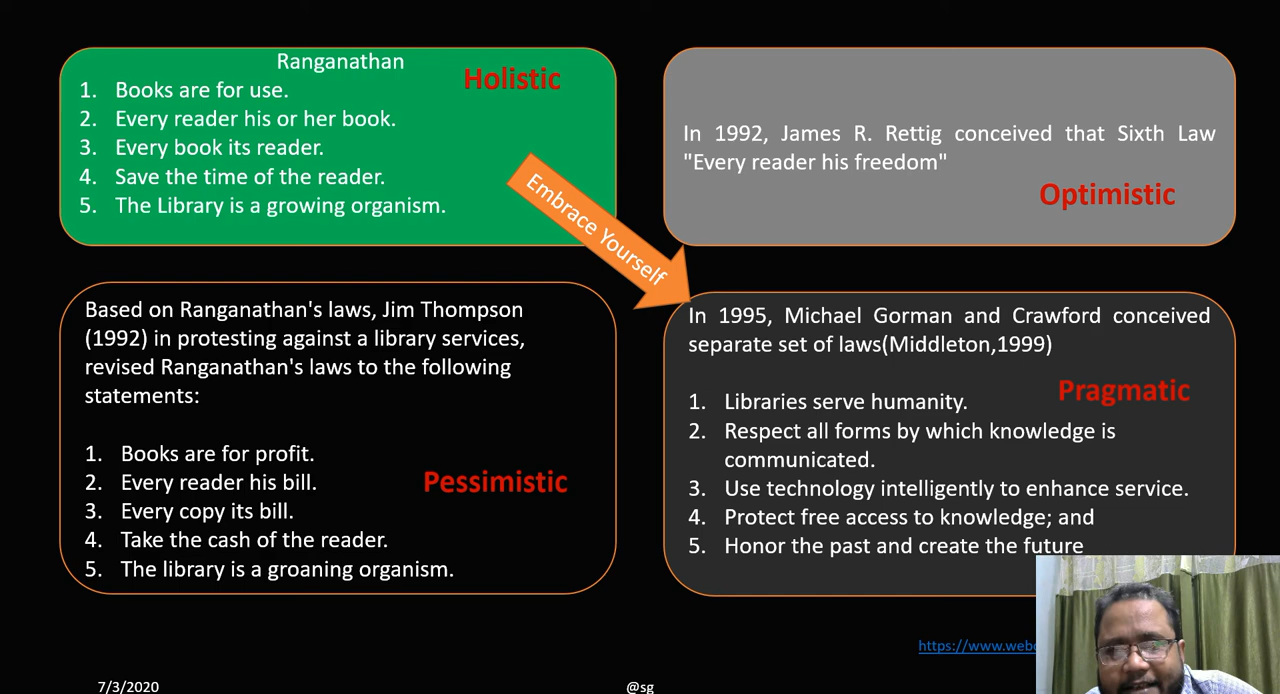 Ranganathan
Holistic
1. Books are for use.
2. Every reader his or her book.
3. Every book its reader.
4. Save the time of the reader.
5. The Library is a growing organism.
In 1992, James R. Rettig conceived that Sixth Law
"Every reader his freedom"
Optimistic
Embrace Yourself
Based on Ranganathan's laws, Jim Thompson
(1992) in protesting against a library services,
revised Ranganathan's laws to the following
statements:
1. Books are for profit.
2. Every reader his bill.
3. Every copy its bill.
4. Take the cash of the reader.
5. The library is a groaning organism.
Pessimistic
In 1995, Michael Gorman and Crawford conceived
separate set of laws(Middleton,1999)
Pragmatic
1. Libraries serve humanity.
2. Respect all forms by which knowledge is
communicated.
3. Use technology intelligently to enhance service.
4. Protect free access to knowledge; and
5. Honor the past and create the future
https://www.web
7/3/2020
@sg